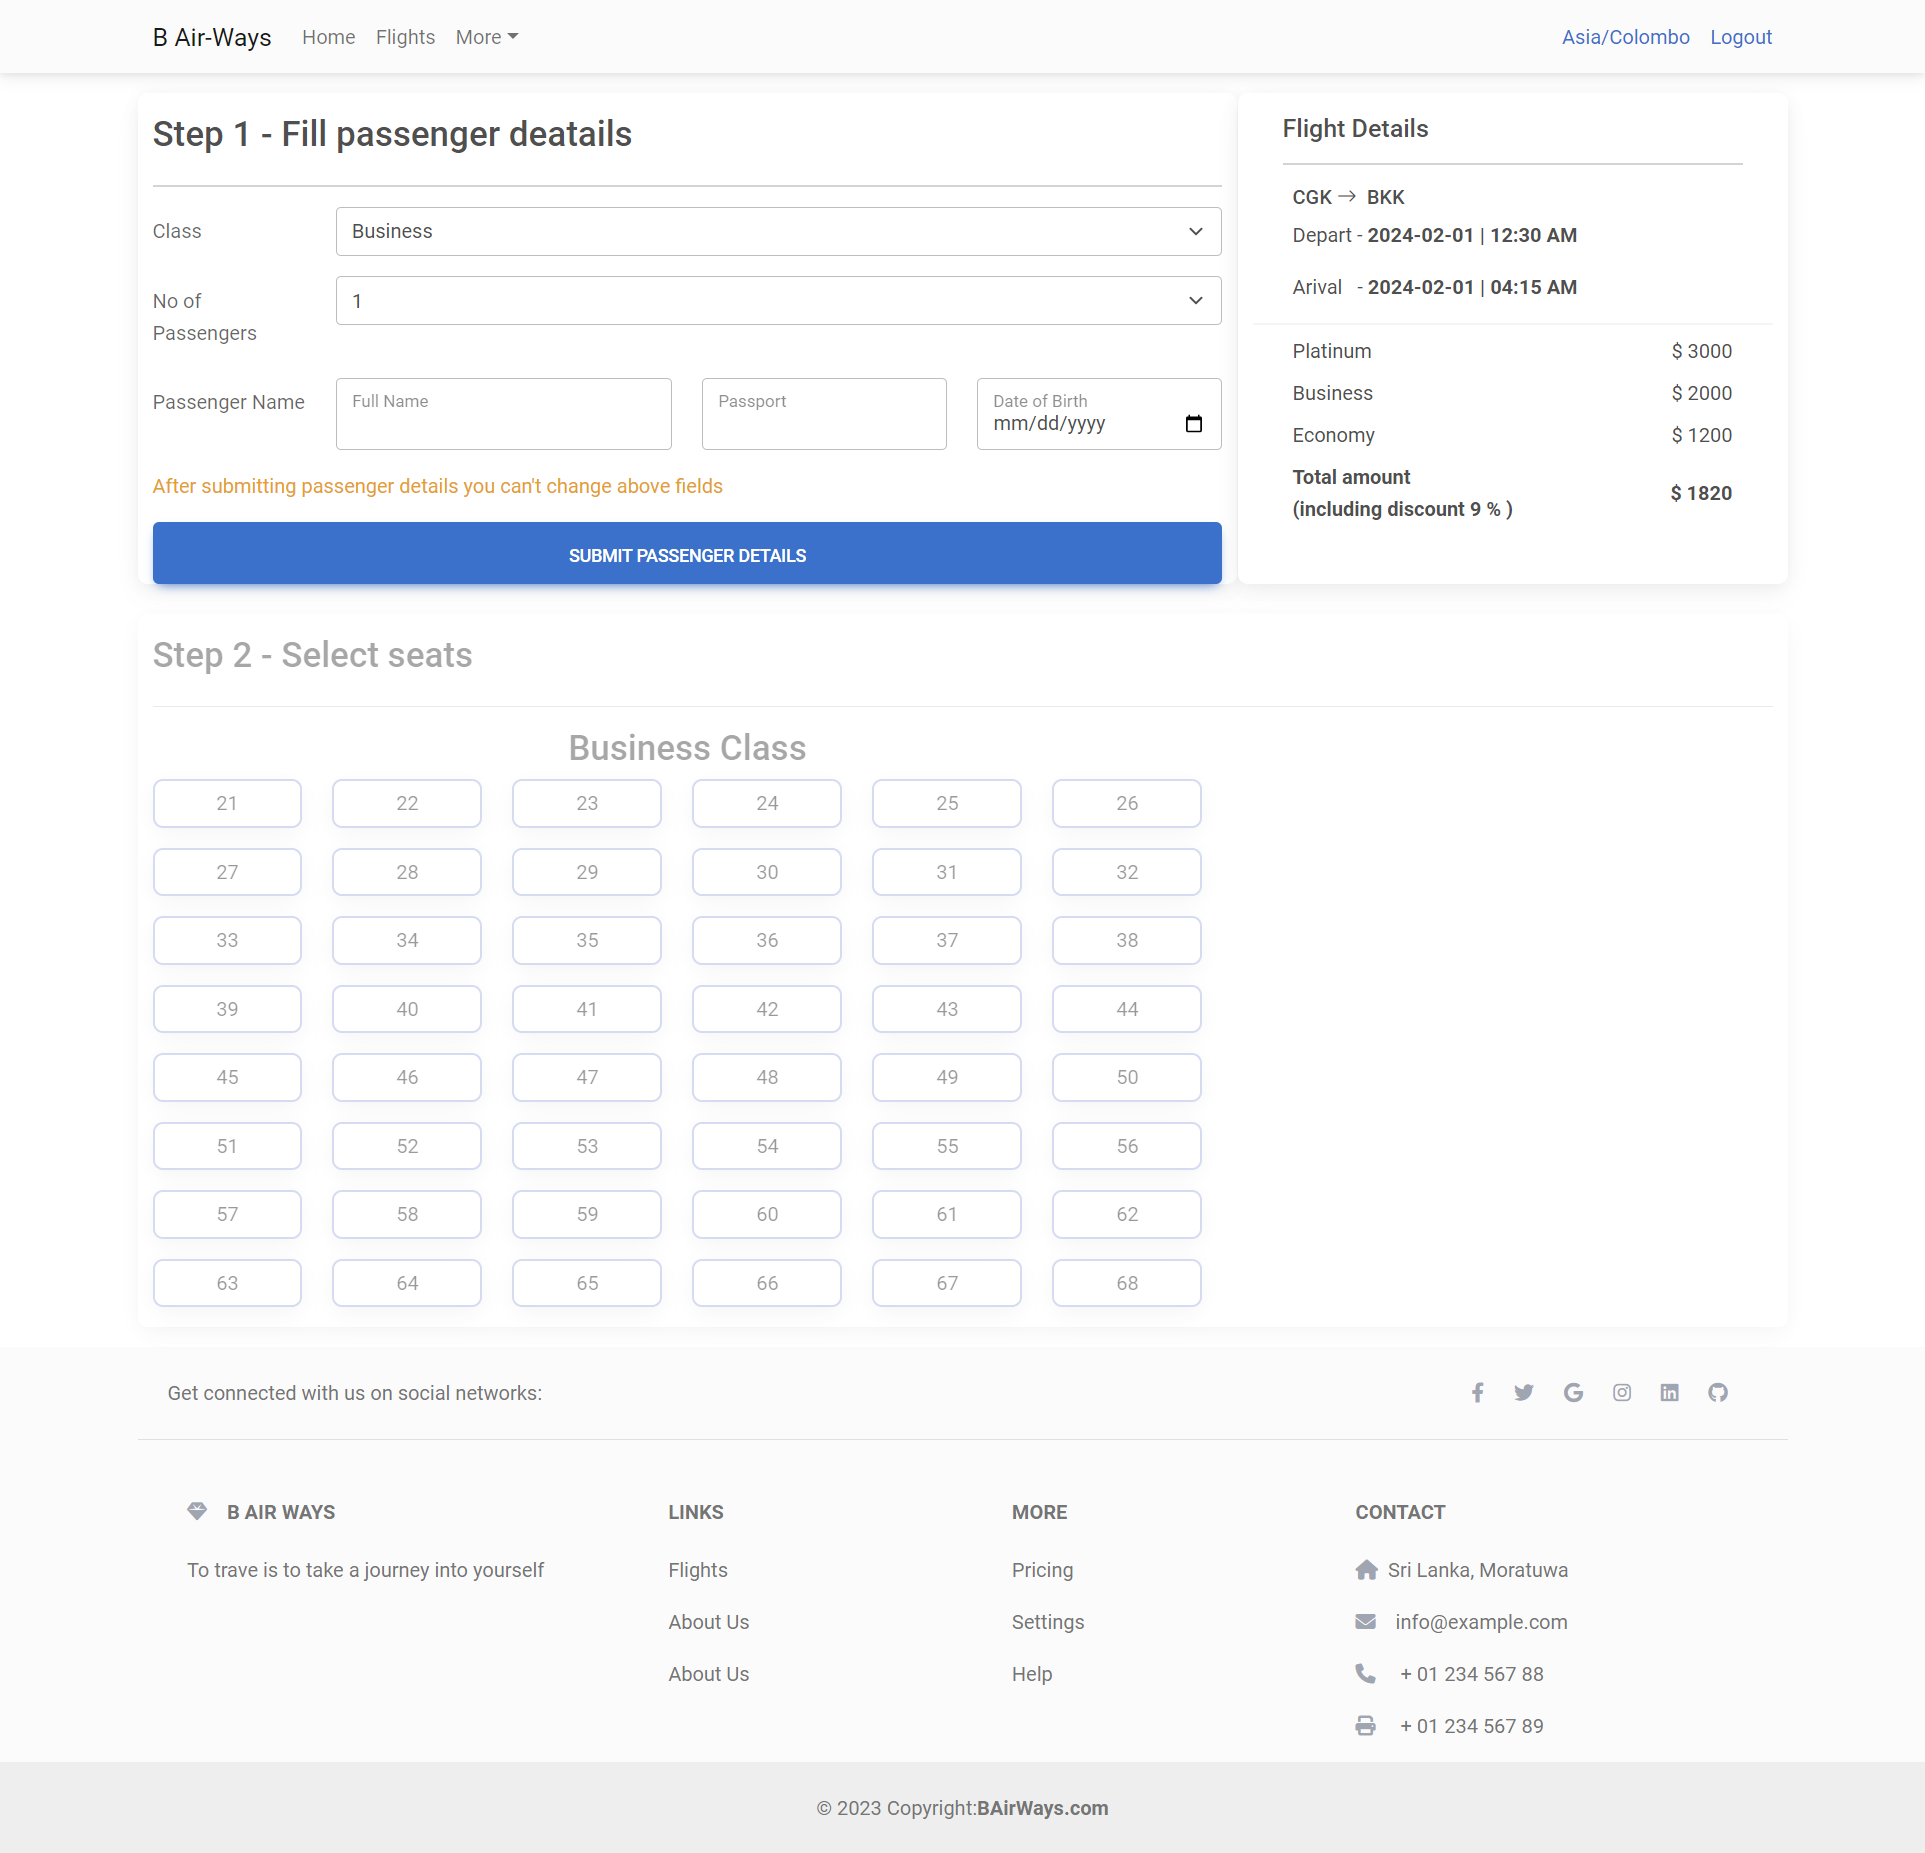 B Air-Ways Home Flights More Asia/Colombo Logout
Step 1 - Fill passenger deatails
Class Business
No of Passengers 1
Passenger Name Full Name Passport Date of Birth mm/dd/yyyy
After submitting passenger details you can't change above fields
SUBMIT PASSENGER DETAILS
Flight Details
CGK → BKK
Depart - 2024-02-01 | 12:30 AM
Arival - 2024-02-01 | 04:15 AM
Platinum $ 3000
Business $ 2000
Economy $ 1200
Total amount
(including discount 9 % ) $ 1820
Step 2 - Select seats
Business Class
21 22 23 24 25 26
27 28 29 30 31 32
33 34 35 36 37 38
39 40 41 42 43 44
45 46 47 48 49 50
51 52 53 54 55 56
57 58 59 60 61 62
63 64 65 66 67 68
Get connected with us on social networks:
B AIR WAYS
To trave is to take a journey into yourself
LINKS
Flights
About Us
About Us
MORE
Pricing
Settings
Help
CONTACT
Sri Lanka, Moratuwa
info@example.com
+ 01 234 567 88
+ 01 234 567 89
© 2023 Copyright:BAirWays.com